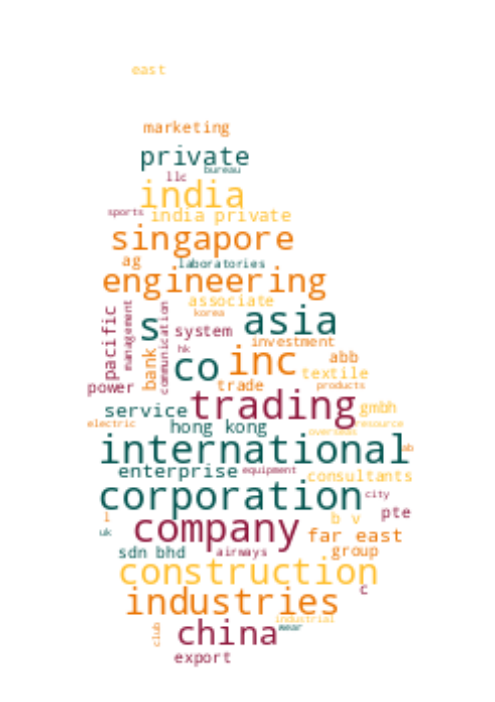 east
marketing
private
bureau
llc
india
sports
india private
singapore
ag
laboratories
engineering
associate
korea
pacific
management
communication
s
asia
system
investment
hk
bank
co
inc
abb
textile
power
trade
products
service
trading
gmbh
electric
hong kong
resource
overseas
international
ab
enterprise
equipment
consultants
corporation
city
l
company
b v
pte
uk
far east
sdn bhd
airways
group
construction
c
industries
industrial
club
china
wear
export